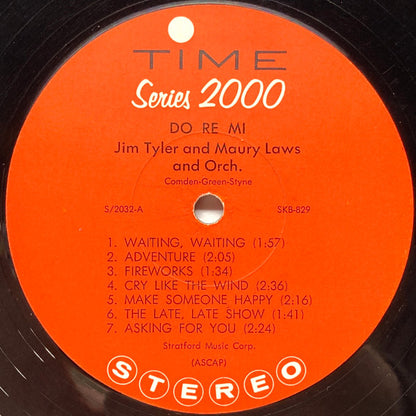 TIME
Series 2000
DO RE MI
Jim Tyler and Maury Laws
and Orch.
Comden-Green-Styne
S/2032-A SKB-829
1. WAITING, WAITING (1:57)
2. ADVENTURE (2:05)
3. FIREWORKS (1:34)
4. CRY LIKE THE WIND (2:36)
5. MAKE SOMEONE HAPPY (2:16)
6. THE LATE, LATE SHOW (1:41)
7. ASKING FOR YOU (2:24)
Stratford Music Corp.
(ASCAP)
STEREO